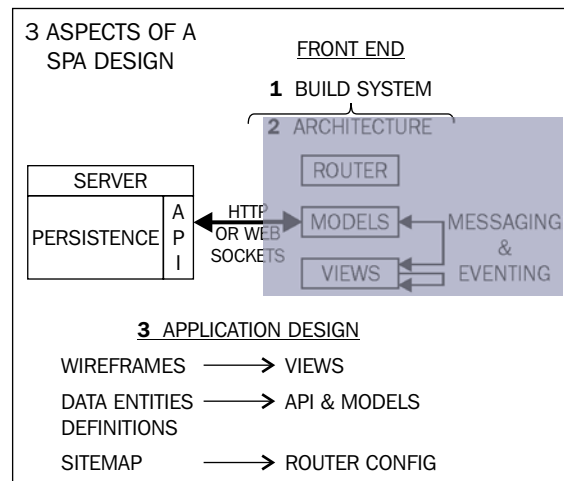 3 ASPECTS OF A
SPA DESIGN
FRONT END
1 BUILD SYSTEM
2 ARCHITECTURE
ROUTER
SERVER
PERSISTENCE
A
P
I
HTTP
OR WEB
SOCKETS
MODELS
VIEWS
MESSAGING
&
EVENTING
3 APPLICATION DESIGN
WIREFRAMES VIEWS
DATA ENTITIES API & MODELS
DEFINITIONS
SITEMAP ROUTER CONFIG